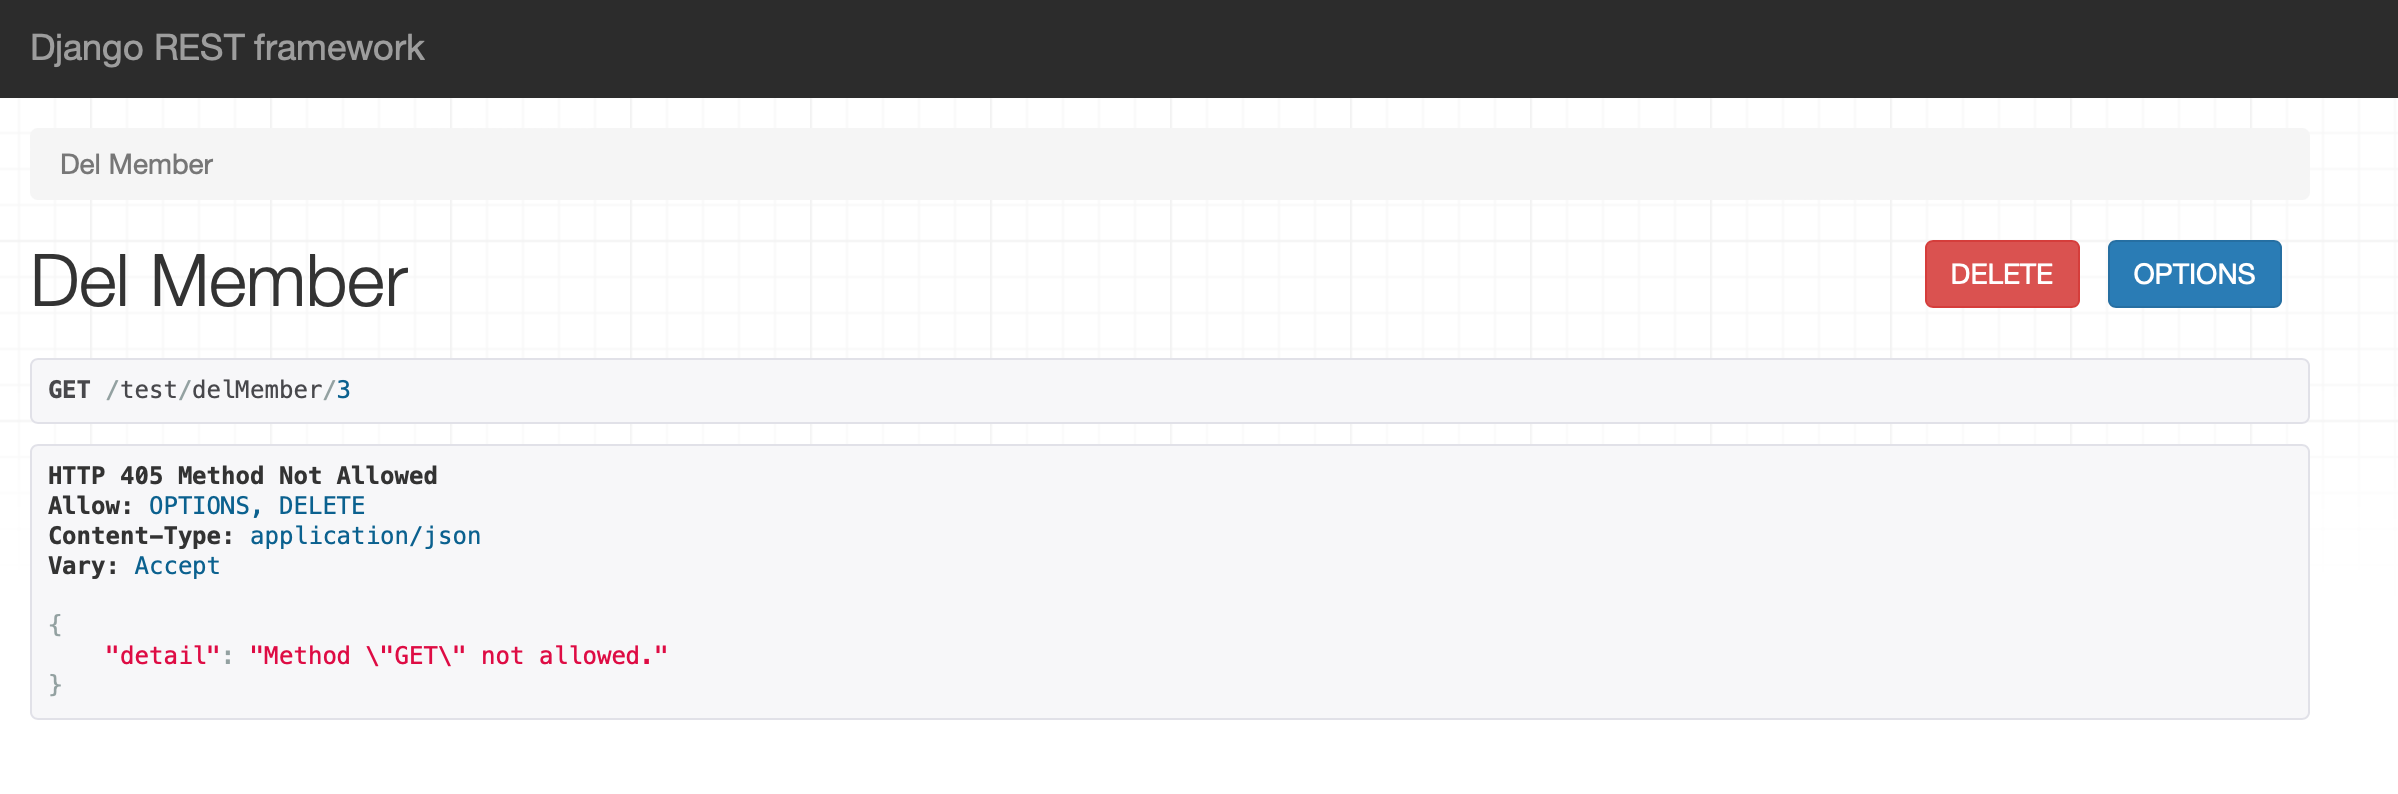 Django REST framework
Del Member
Del Member
DELETE
OPTIONS
GET /test/delMember/3
HTTP 405 Method Not Allowed
Allow: OPTIONS, DELETE
Content-Type: application/json
Vary: Accept
{
    "detail": "Method \"GET\" not allowed."
}